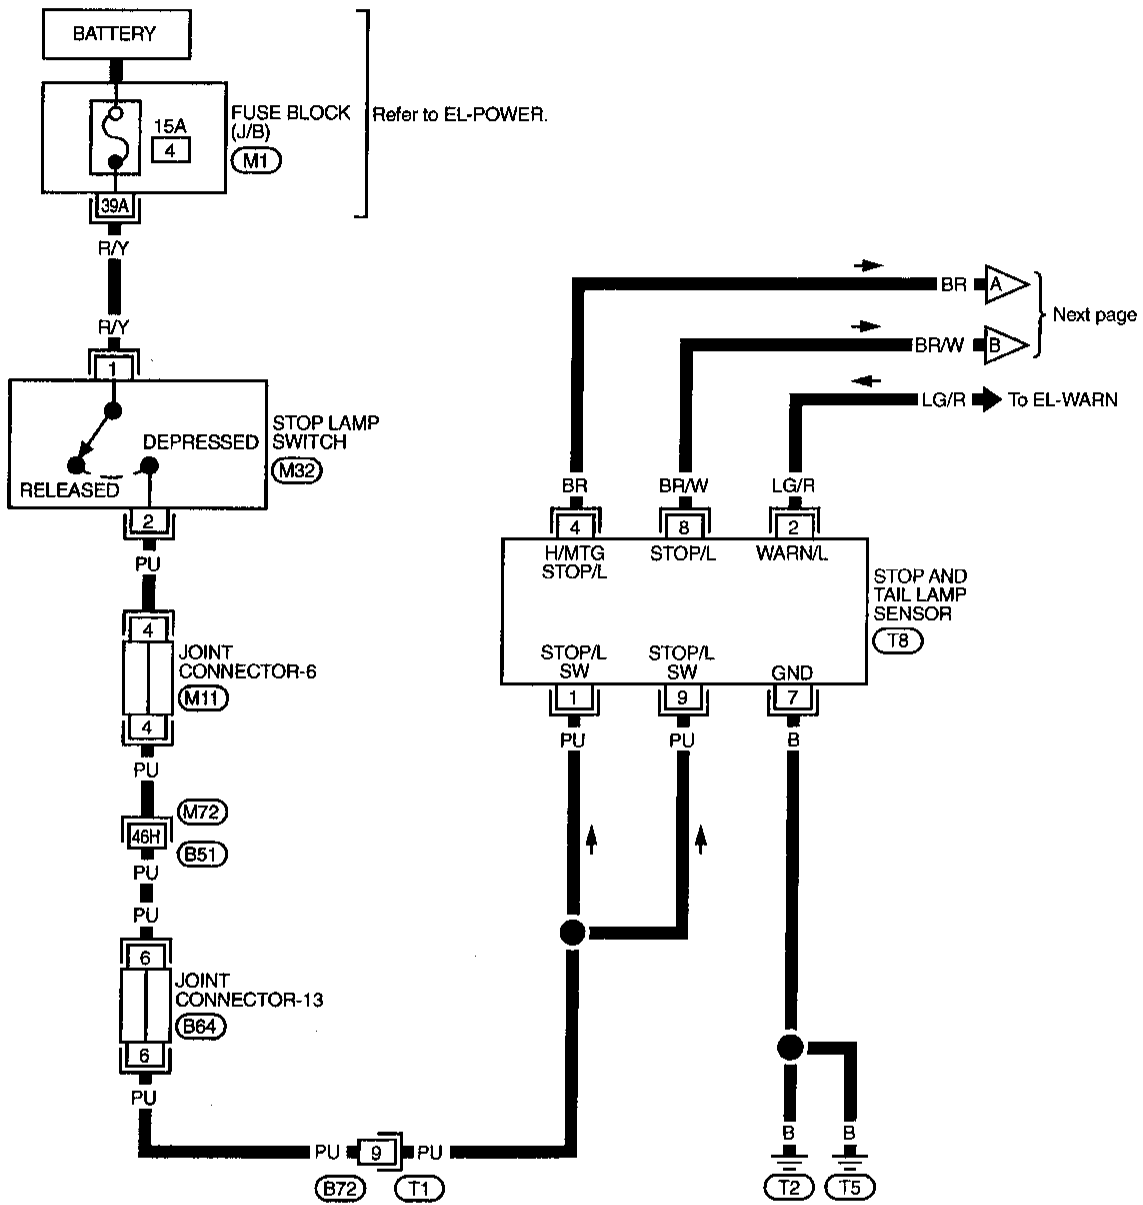 BATTERY
FUSE BLOCK
(J/B)
M1
15A
4
Refer to EL-POWER.
39A
R/Y
R/Y
1
STOP LAMP
SWITCH
M32
DEPRESSED
RELEASED
2
PU
4
JOINT
CONNECTOR-6
M11
4
PU
M72
46H
B51
PU
PU
6
JOINT
CONNECTOR-13
B64
6
PU
PU
9
PU
B72
T1
BR
A
BR/W
B
Next page
LG/R
To EL-WARN
BR
BR/W
LG/R
4
8
2
H/MTG
STOP/L
STOP/L
WARN/L
STOP AND
TAIL LAMP
SENSOR
T8
STOP/L
SW
STOP/L
SW
GND
1
9
7
PU
PU
B
B
B
T2
T5